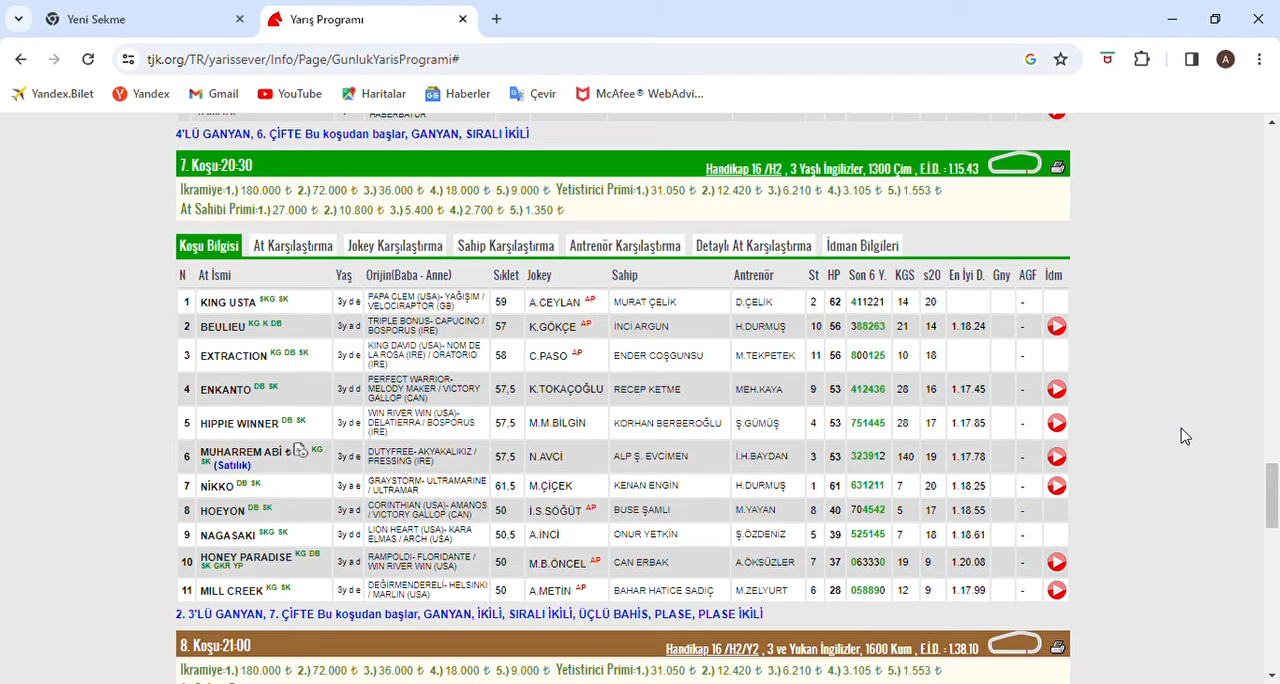 Yeni Sekme
Yarış Programı
tjk.org/TR/yarissever/Info/Page/GunlukYarisProgrami#
A
Yandex.Bilet Yandex Gmail YouTube Haritalar Haberler Çevir McAfee® WebAdvi...
HABERBATUR
4'LÜ GANYAN, 6. ÇİFTE Bu koşudan başlar, GANYAN, SIRALI İKİLİ
7. Koşu:20:30 Handikap 16 /H2 , 3 Yaşlı İngilizler, 1300 Çim , E.İ.D. : 1.15.43
İkramiye:1.) 180.000 ₺ 2.) 72.000 ₺ 3.) 36.000 ₺ 4.) 18.000 ₺ 5.) 9.000 ₺ Yetistirici Primi:1.) 31.050 ₺ 2.) 12.420 ₺ 3.) 6.210 ₺ 4.) 3.105 ₺ 5.) 1.553 ₺
At Sahibi Primi:1.) 27.000 ₺ 2.) 10.800 ₺ 3.) 5.400 ₺ 4.) 2.700 ₺ 5.) 1.350 ₺
Koşu Bilgisi At Karşılaştırma Jokey Karşılaştırma Sahip Karşılaştırma Antrenör Karşılaştırma Detaylı At Karşılaştırma İdman Bilgileri
N At İsmi Yaş Orijin(Baba - Anne) Sıklet Jokey Sahip Antrenör St HP Son 6 Y. KGS s20 En İyi D. Gny AGF İdm
1 KING USTA SKG SK 3y d e PAPA CLEM (USA)- YAĞIŞIM / VELOCIRAPTOR (GB) 59 A.CEYLAN AP MURAT ÇELİK D.ÇELİK 2 62 411221 14 20 -
2 BEULIEU KG K DB 3y a d TRIPLE BONUS- CAPUCINO / BOSPORUS (IRE) 57 K.GÖKÇE AP İNCİ ARGUN H.DURMUŞ 10 56 388263 21 14 1.18.24 -
3 EXTRACTION KG DB SK 3y d e KING DAVID (USA)- NOM DE LA ROSA (IRE) / ORATORIO (IRE) 58 C.PASO AP ENDER COŞGUNSU M.TEKPETEK 11 56 800125 10 18 -
4 ENKANTO DB SK 3y d d PERFECT WARRIOR- MELODY MAKER / VICTORY GALLOP (CAN) 57,5 K.TOKAÇOĞLU RECEP KETME MEH.KAYA 9 53 412436 28 16 1.17.45 -
5 HIPPIE WINNER DB SK 3y d d WIN RIVER WIN (USA)- DELATIERRA / BOSPORUS (IRE) 57,5 M.M.BİLGİN KORHAN BERBEROĞLU Ş.GÜMÜŞ 4 53 751445 28 17 1.17.85 -
6 MUHARREM ABİ ₺ KG SK (Satılık) 3y d e DUTYFREE- AKYAKALIKIZ / PRESSING (IRE) 57,5 N.AVCİ ALP Ş. EVCİMEN İ.H.BAYDAN 3 53 323912 140 19 1.17.78 -
7 NİKKO DB SK 3y a e GRAYSTORM- ULTRAMARINE / ULTRAMAR 61,5 M.ÇİÇEK KENAN ENGİN H.DURMUŞ 1 61 631211 7 20 1.18.25 -
8 HOEYON DB SK 3y a d CORINTHIAN (USA)- AMANOS / VICTORY GALLOP (CAN) 50 İ.S.SÖĞÜT AP BUSE ŞAMLI M.YAYAN 8 40 704542 5 17 1.18.55 -
9 NAGASAKI SKG SK 3y d d LION HEART (USA)- KARA ELMAS / ARCH (USA) 50,5 A.İNCİ ONUR YETKİN Ş.ÖZDENİZ 5 39 525145 7 18 1.18.61 -
10 HONEY PARADISE KG DB SK GKR YP 3y a d RAMPOLDI- FLORIDANTE / WIN RIVER WIN (USA) 50 M.B.ÖNCEL AP CAN ERBAK A.ÖKSÜZLER 7 37 063330 19 9 1.20.08 -
11 MILL CREEK KG SK 3y d e DEĞİRMENDERELİ- HELSINKI / MARLIN (USA) 50 A.METİN AP BAHAR HATİCE SADIÇ M.ZELYURT 6 28 058890 12 9 1.17.99 -
2. 3'LÜ GANYAN, 7. ÇİFTE Bu koşudan başlar, GANYAN, İKİLİ, SIRALI İKİLİ, ÜÇLÜ BAHİS, PLASE, PLASE İKİLİ
8. Koşu:21:00 Handikap 16 /H2/Y2 , 3 ve Yukarı İngilizler, 1600 Kum , E.İ.D. : 1.38.10
İkramiye:1.) 180.000 ₺ 2.) 72.000 ₺ 3.) 36.000 ₺ 4.) 18.000 ₺ 5.) 9.000 ₺ Yetistirici Primi:1.) 31.050 ₺ 2.) 12.420 ₺ 3.) 6.210 ₺ 4.) 3.105 ₺ 5.) 1.553 ₺